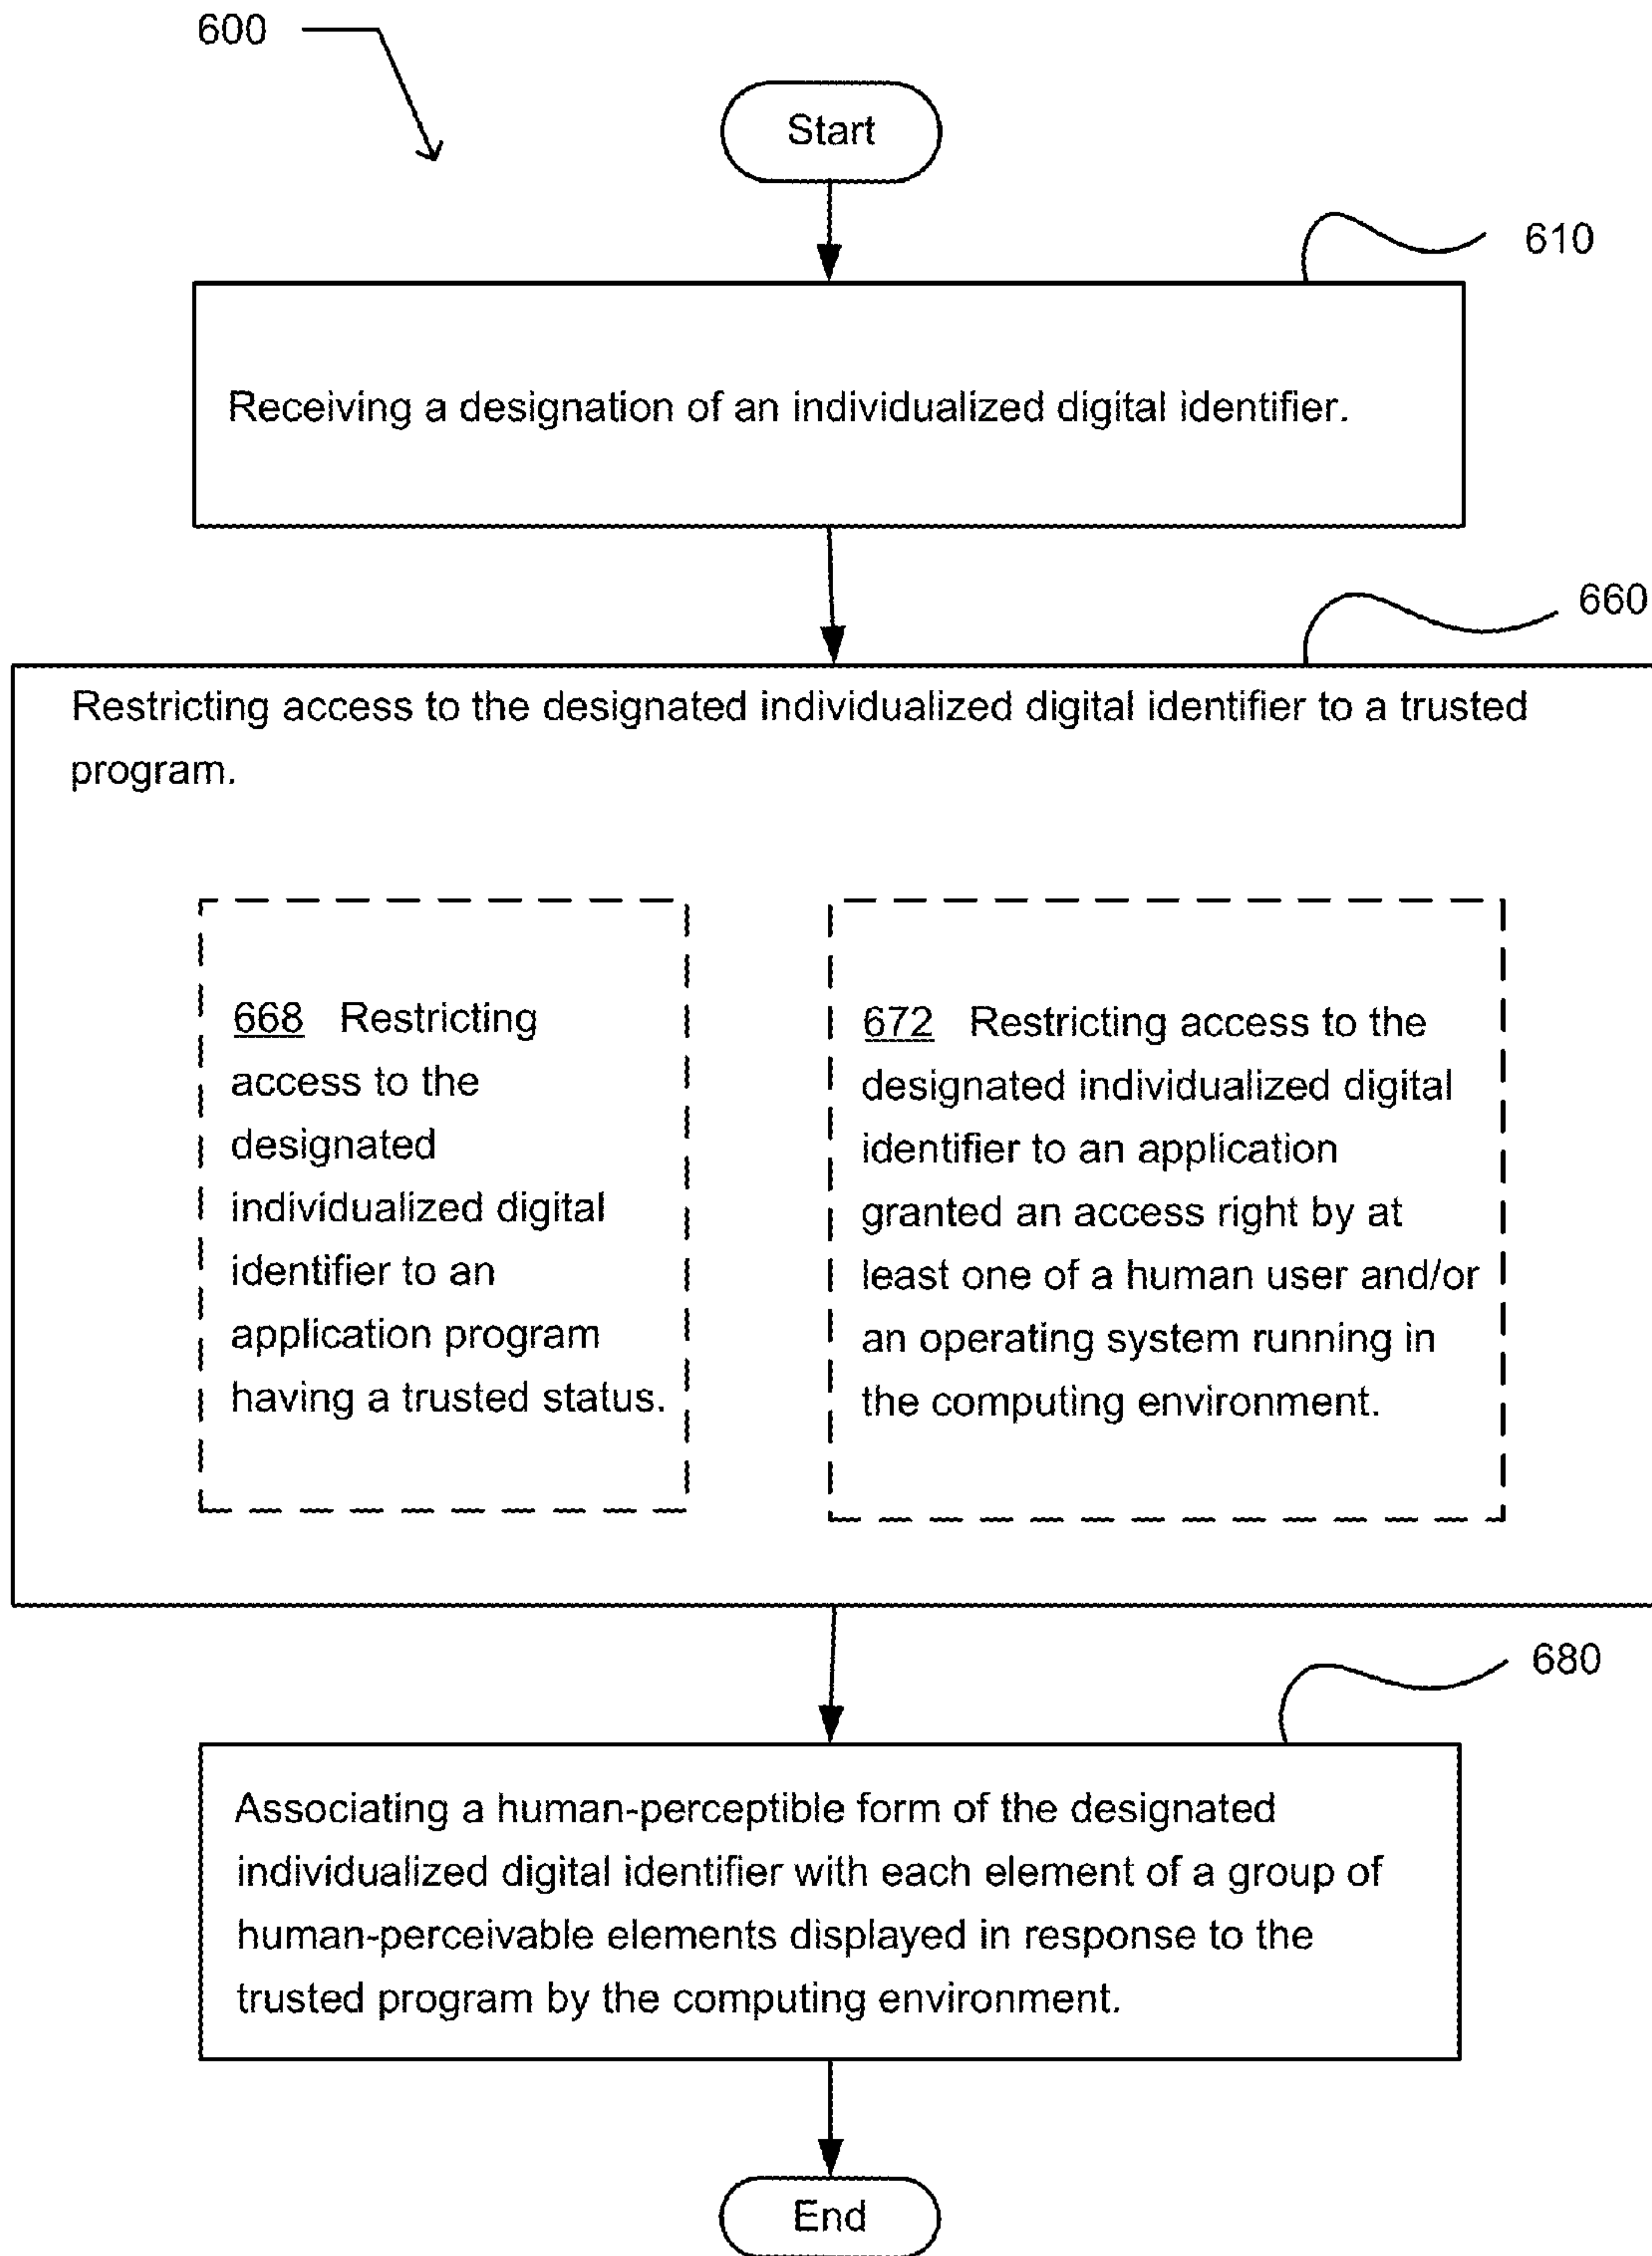 600
Start
610
Receiving a designation of an individualized digital identifier.
660
Restricting access to the designated individualized digital identifier to a trusted
program.
668 Restricting
access to the
designated
individualized digital
identifier to an
application program
having a trusted status.
672 Restricting access to the
designated individualized digital
identifier to an application
granted an access right by at
least one of a human user and/or
an operating system running in
the computing environment.
680
Associating a human-perceptible form of the designated
individualized digital identifier with each element of a group of
human-perceivable elements displayed in response to the
trusted program by the computing environment.
End